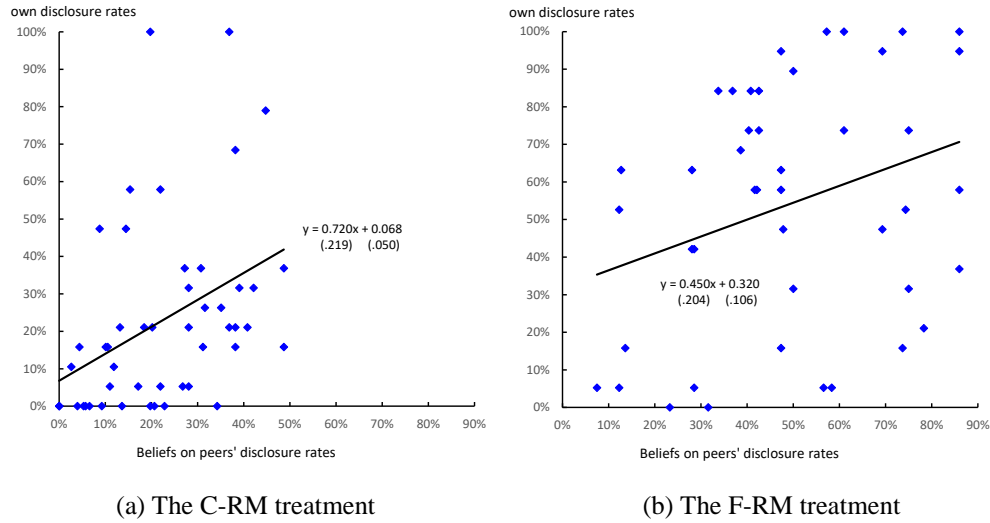 own disclosure rates
100%
90%
80%
70%
60%
50%
40%
30%
20%
10%
0%
y = 0.720x + 0.068
(.219) (.050)
0% 10% 20% 30% 40% 50% 60% 70% 80% 90%
Beliefs on peers' disclosure rates
(a) The C-RM treatment
own disclosure rates
100%
90%
80%
70%
60%
50%
40%
30%
20%
10%
0%
y = 0.450x + 0.320
(.204) (.106)
0% 10% 20% 30% 40% 50% 60% 70% 80% 90%
Beliefs on peers' disclosure rates
(b) The F-RM treatment